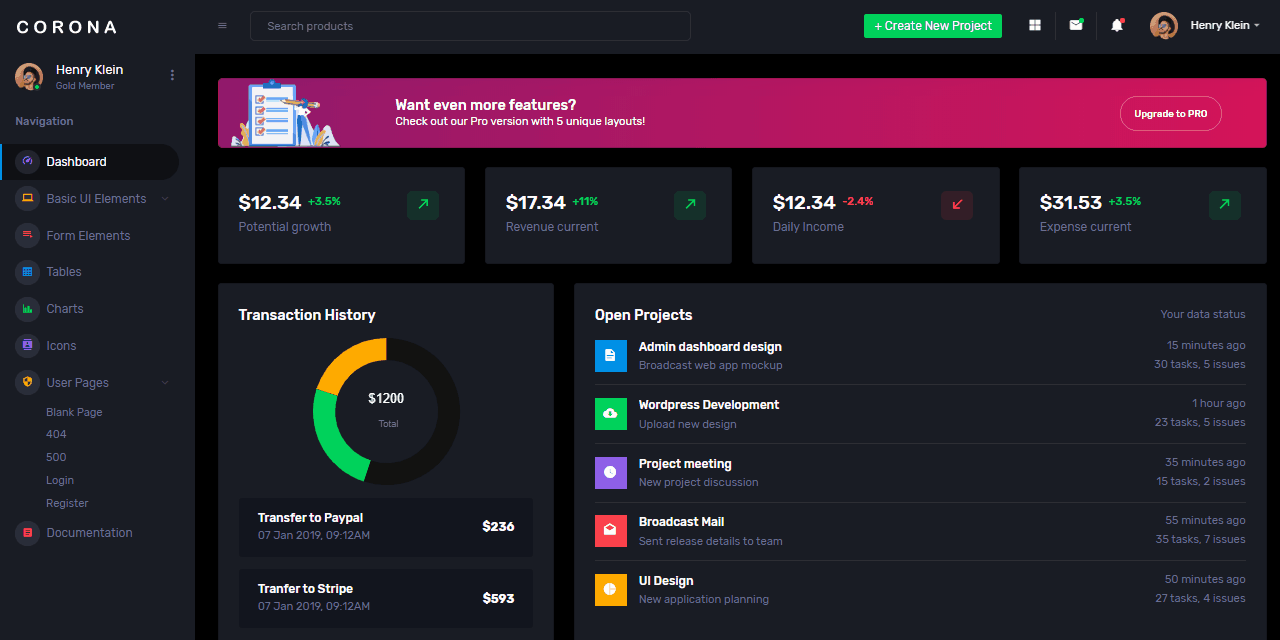 CORONA
Search products
+ Create New Project
Henry Klein
Henry Klein
Gold Member
Navigation
Dashboard
Basic UI Elements
Form Elements
Tables
Charts
Icons
User Pages
Blank Page
404
500
Login
Register
Documentation
Want even more features?
Check out our Pro version with 5 unique layouts!
Upgrade to PRO
$12.34 +3.5%
Potential growth
$17.34 +11%
Revenue current
$12.34 -2.4%
Daily Income
$31.53 +3.5%
Expense current
Transaction History
$1200
Total
Transfer to Paypal
07 Jan 2019, 09:12AM
$236
Tranfer to Stripe
07 Jan 2019, 09:12AM
$593
Open Projects
Your data status
Admin dashboard design
Broadcast web app mockup
15 minutes ago
30 tasks, 5 issues
Wordpress Development
Upload new design
1 hour ago
23 tasks, 5 issues
Project meeting
New project discussion
35 minutes ago
15 tasks, 2 issues
Broadcast Mail
Sent release details to team
55 minutes ago
35 tasks, 7 issues
UI Design
New application planning
50 minutes ago
27 tasks, 4 issues